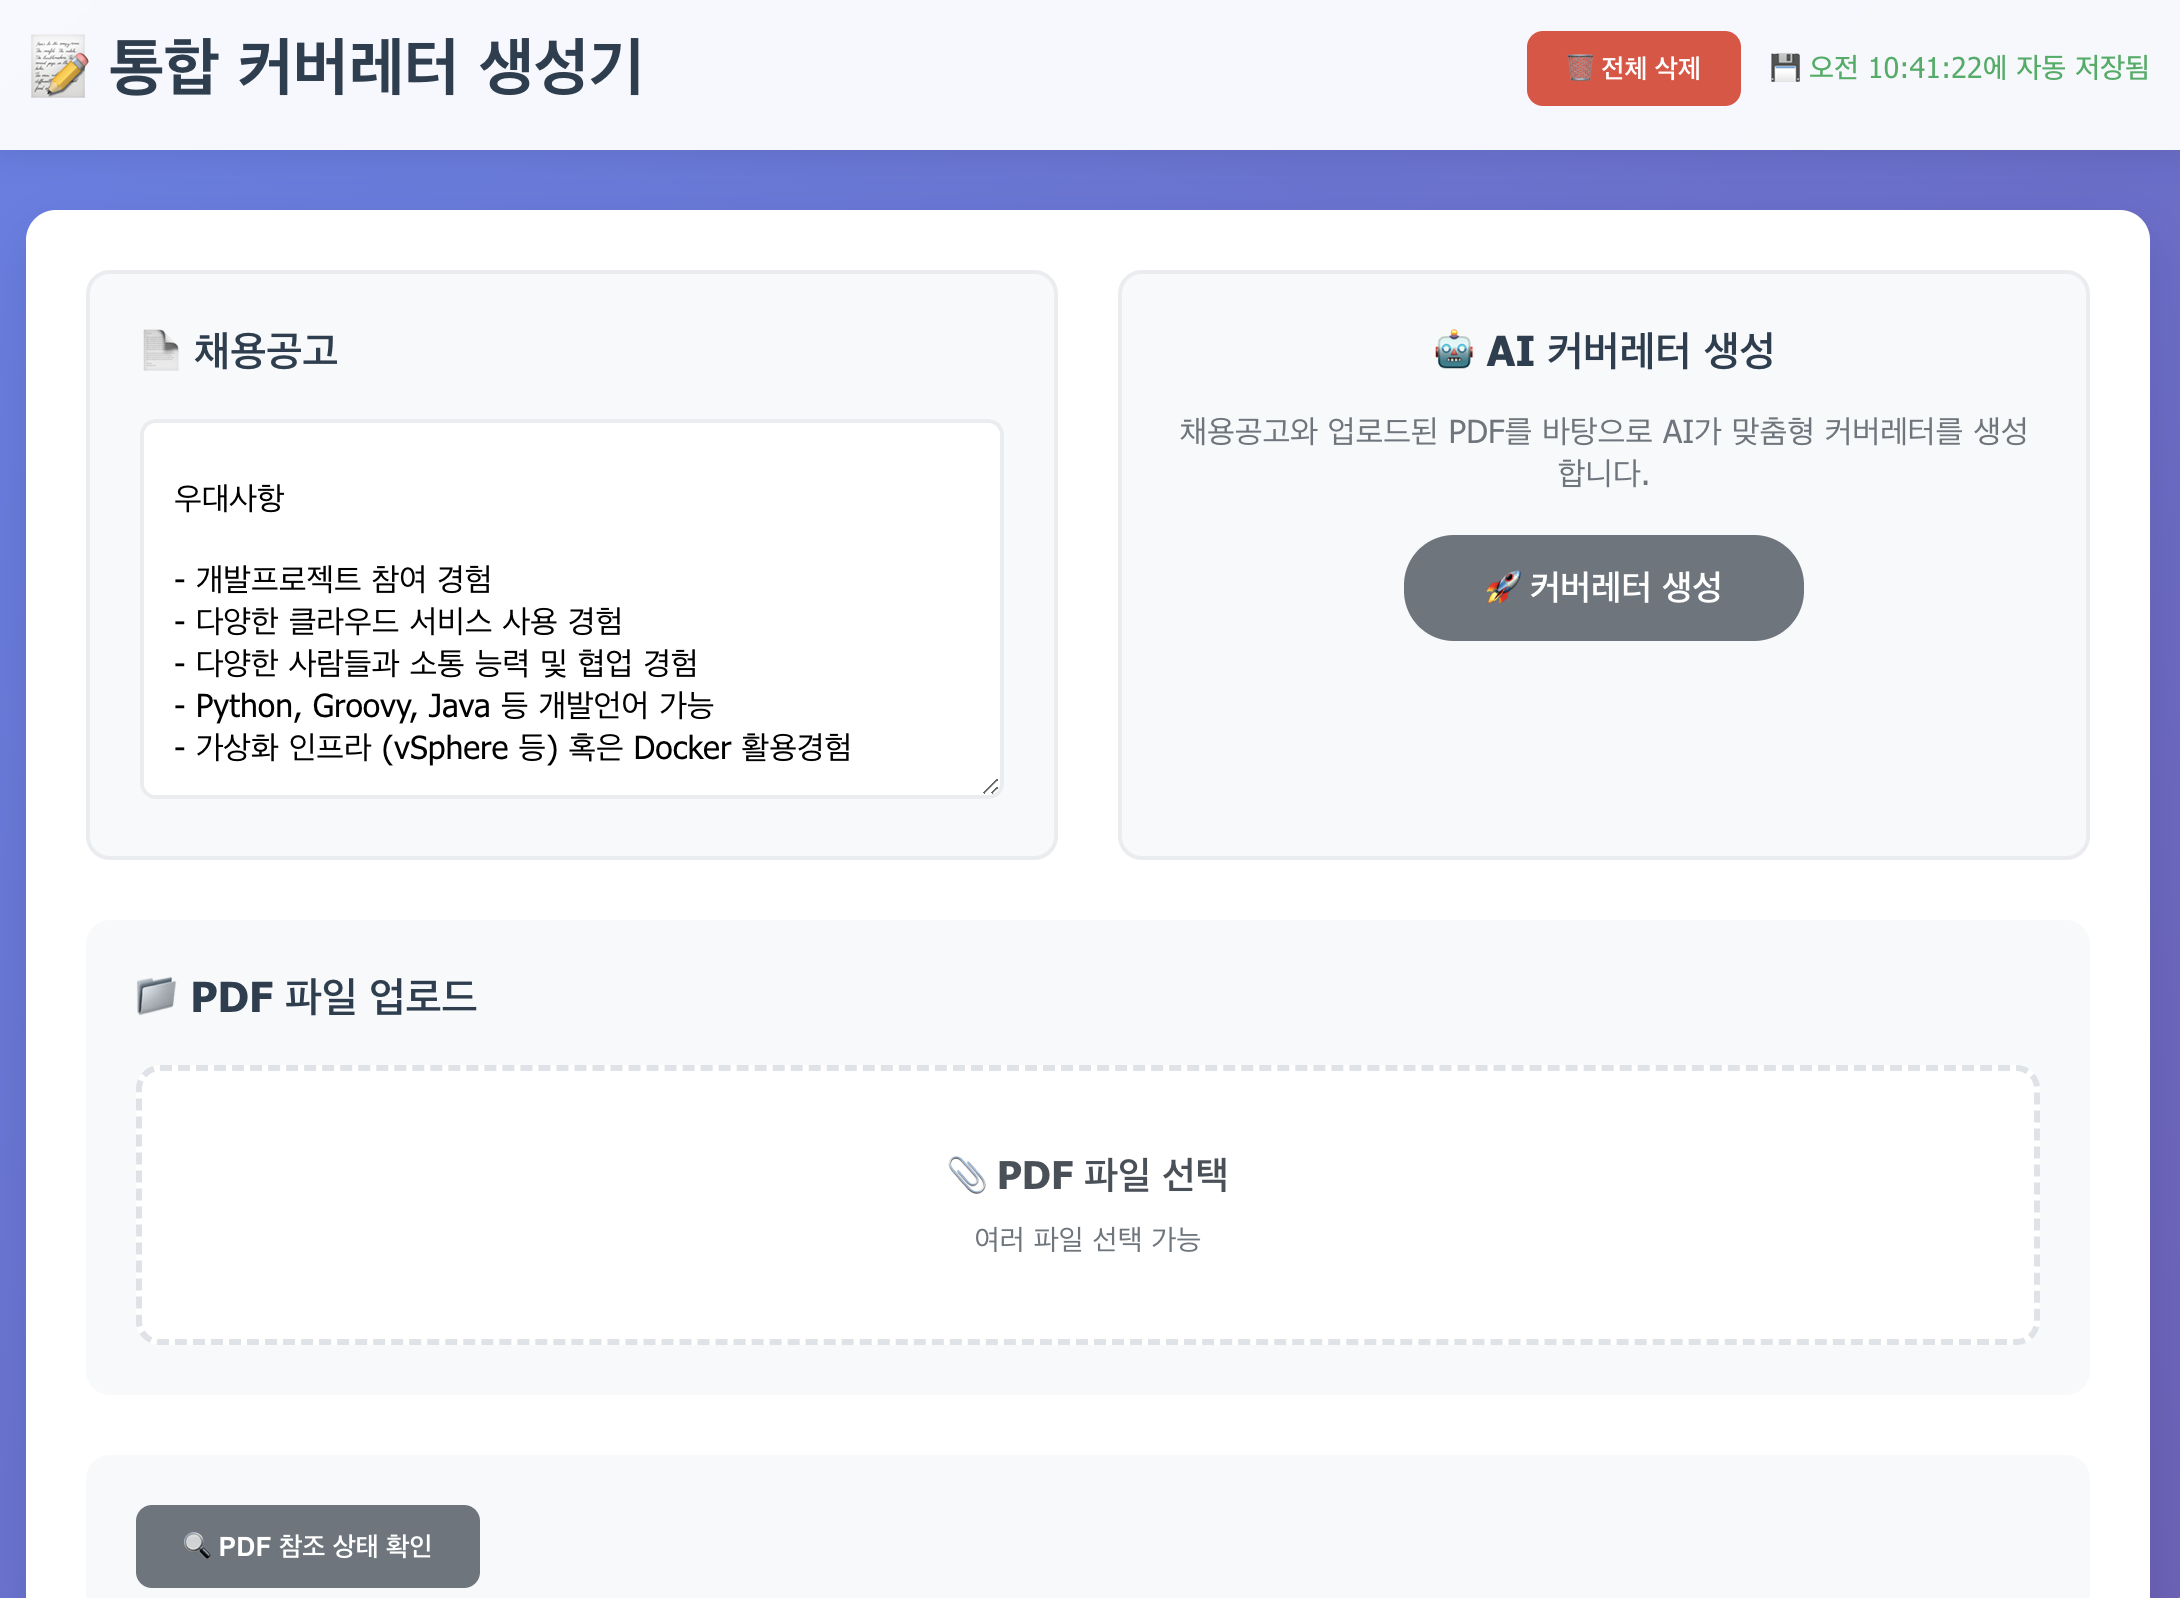 통합 커버레터 생성기
전체 삭제
오전 10:41:22에 자동 저장됨
채용공고
우대사항
- 개발프로젝트 참여 경험
- 다양한 클라우드 서비스 사용 경험
- 다양한 사람들과 소통 능력 및 협업 경험
- Python, Groovy, Java 등 개발언어 가능
- 가상화 인프라 (vSphere 등) 혹은 Docker 활용경험
AI 커버레터 생성
채용공고와 업로드된 PDF를 바탕으로 AI가 맞춤형 커버레터를 생성
합니다.
커버레터 생성
PDF 파일 업로드
PDF 파일 선택
여러 파일 선택 가능
PDF 참조 상태 확인